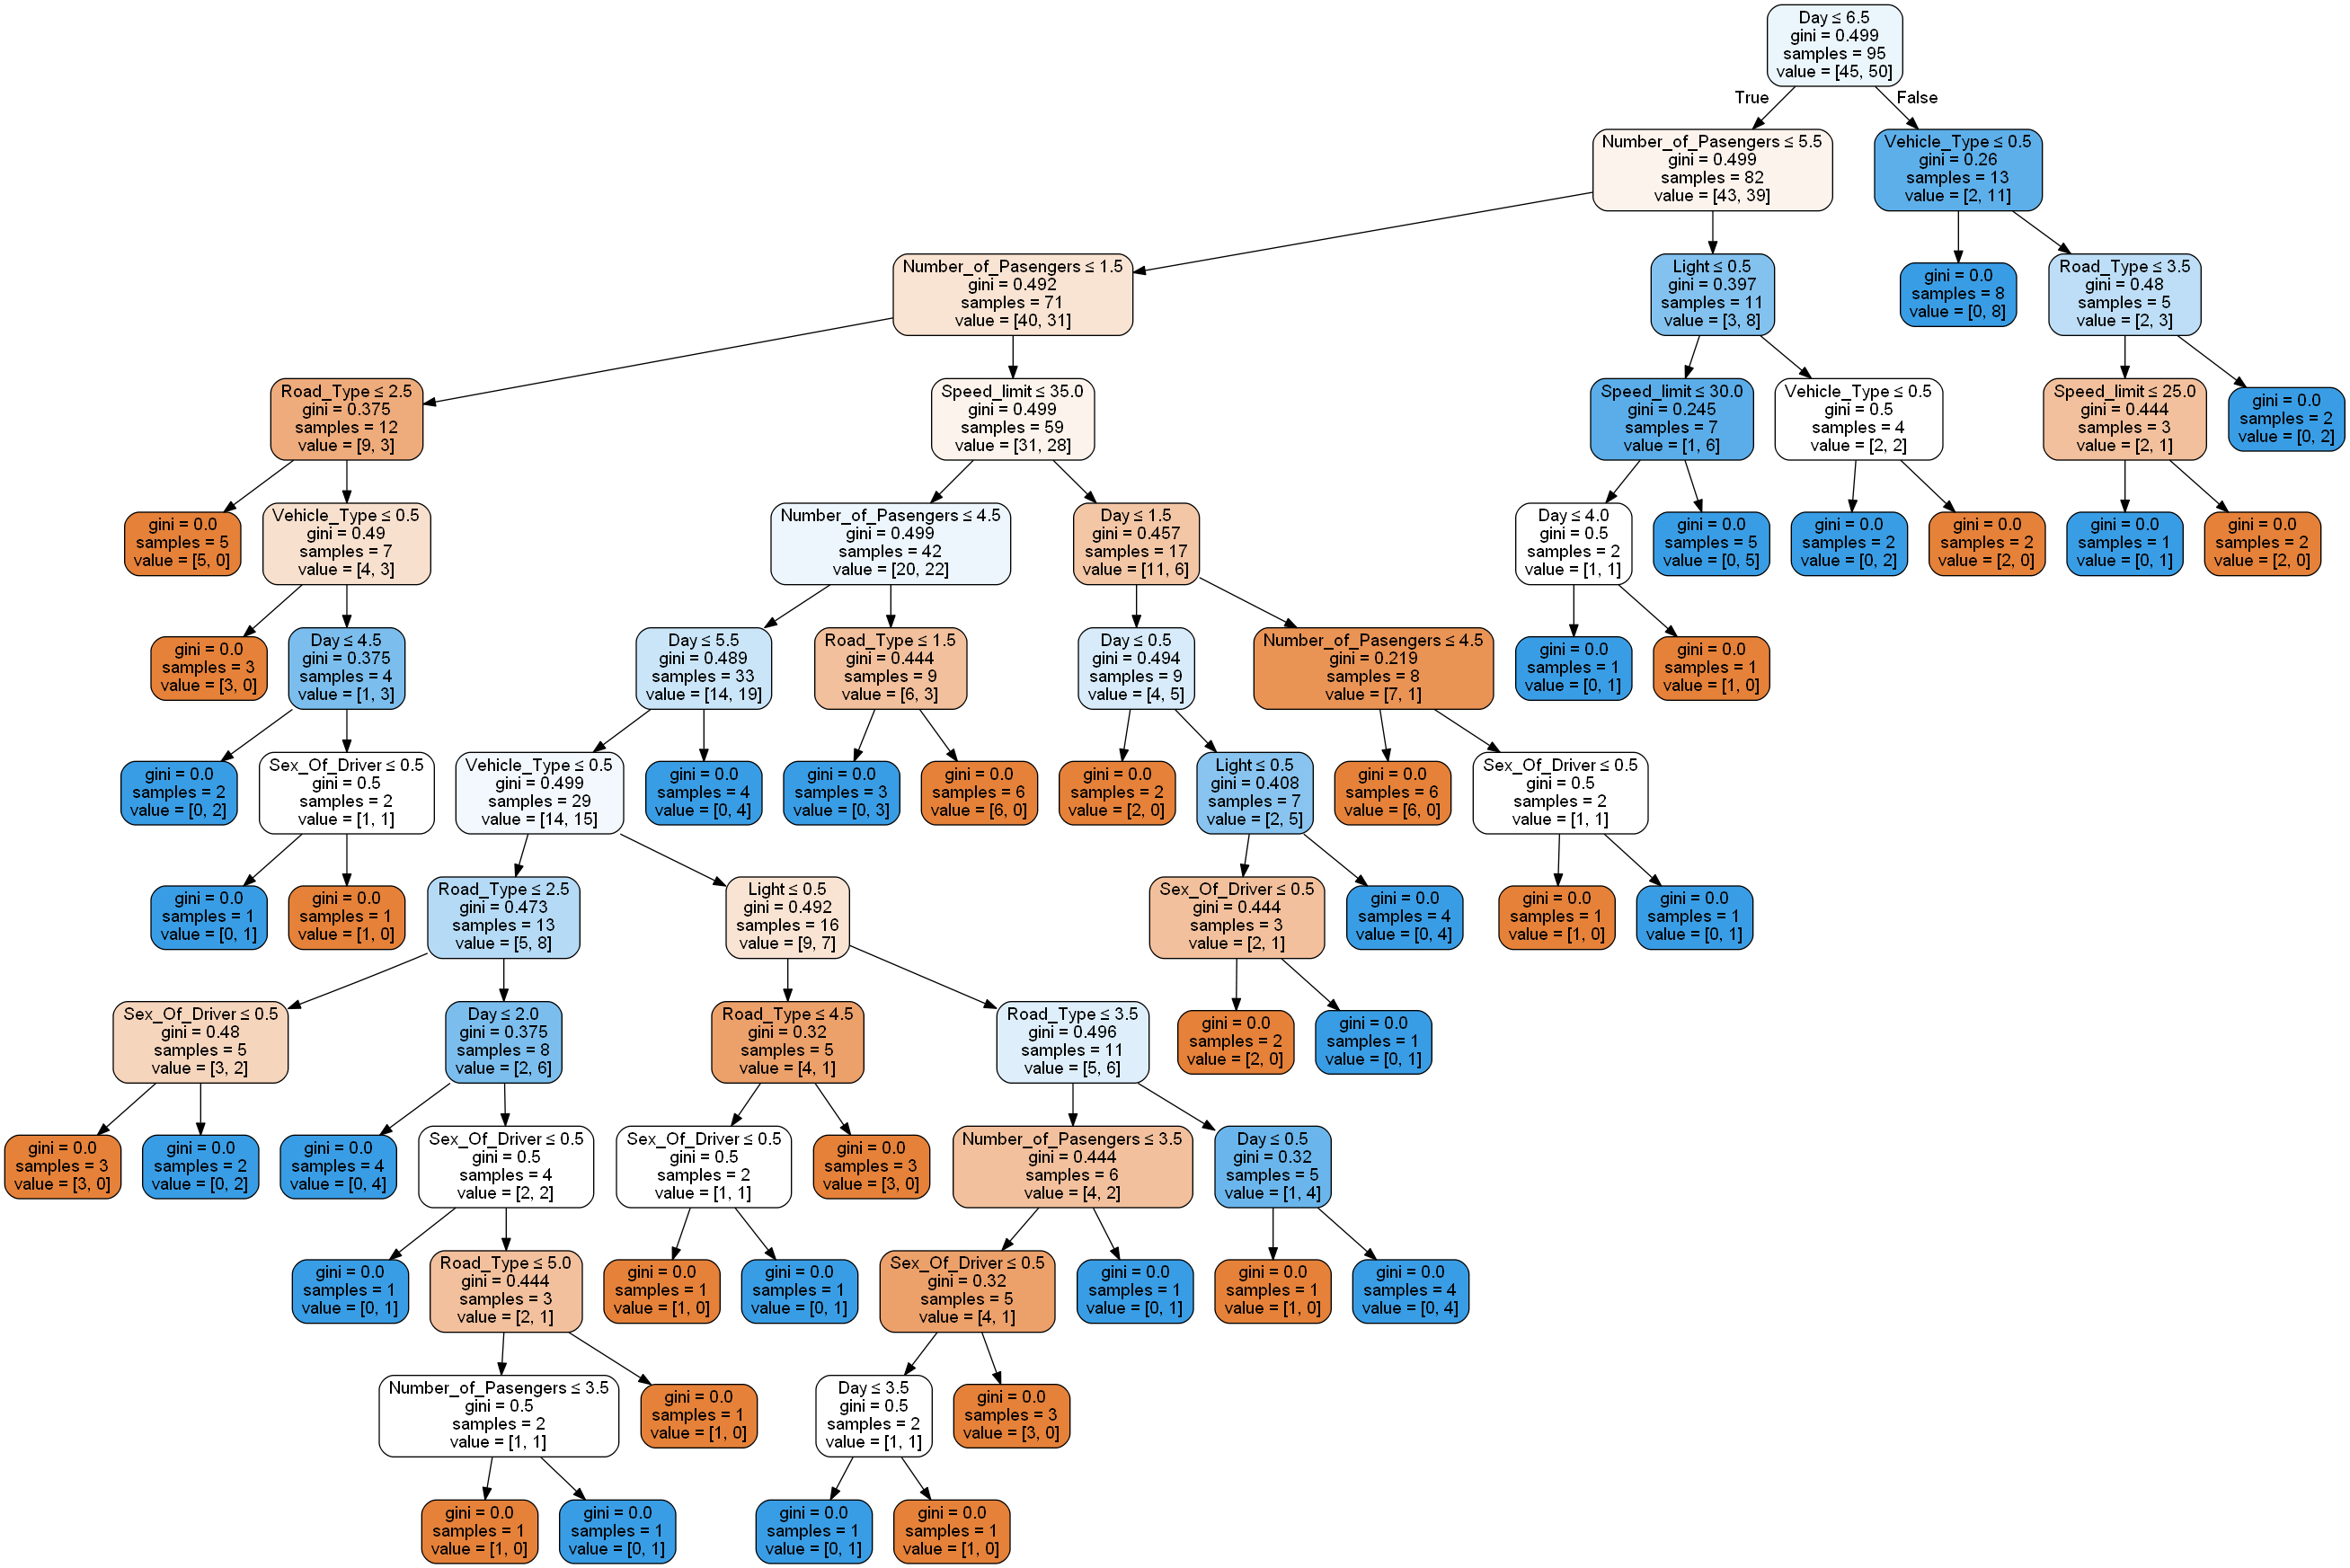 Day ≤ 6.5
gini = 0.499
samples = 95
value = [45, 50]
True
False
Number_of_Pasengers ≤ 5.5
gini = 0.499
samples = 82
value = [43, 39]
Vehicle_Type ≤ 0.5
gini = 0.26
samples = 13
value = [2, 11]
Number_of_Pasengers ≤ 1.5
gini = 0.492
samples = 71
value = [40, 31]
Light ≤ 0.5
gini = 0.397
samples = 11
value = [3, 8]
gini = 0.0
samples = 8
value = [0, 8]
Road_Type ≤ 3.5
gini = 0.48
samples = 5
value = [2, 3]
Road_Type ≤ 2.5
gini = 0.375
samples = 12
value = [9, 3]
Speed_limit ≤ 35.0
gini = 0.499
samples = 59
value = [31, 28]
Speed_limit ≤ 30.0
gini = 0.245
samples = 7
value = [1, 6]
Vehicle_Type ≤ 0.5
gini = 0.5
samples = 4
value = [2, 2]
Speed_limit ≤ 25.0
gini = 0.444
samples = 3
value = [2, 1]
gini = 0.0
samples = 2
value = [0, 2]
gini = 0.0
samples = 5
value = [5, 0]
Vehicle_Type ≤ 0.5
gini = 0.49
samples = 7
value = [4, 3]
Number_of_Pasengers ≤ 4.5
gini = 0.499
samples = 42
value = [20, 22]
Day ≤ 1.5
gini = 0.457
samples = 17
value = [11, 6]
Day ≤ 4.0
gini = 0.5
samples = 2
value = [1, 1]
gini = 0.0
samples = 5
value = [0, 5]
gini = 0.0
samples = 2
value = [0, 2]
gini = 0.0
samples = 2
value = [2, 0]
gini = 0.0
samples = 1
value = [0, 1]
gini = 0.0
samples = 2
value = [2, 0]
gini = 0.0
samples = 3
value = [3, 0]
Day ≤ 4.5
gini = 0.375
samples = 4
value = [1, 3]
Day ≤ 5.5
gini = 0.489
samples = 33
value = [14, 19]
Road_Type ≤ 1.5
gini = 0.444
samples = 9
value = [6, 3]
Day ≤ 0.5
gini = 0.494
samples = 9
value = [4, 5]
Number_of_Pasengers ≤ 4.5
gini = 0.219
samples = 8
value = [7, 1]
gini = 0.0
samples = 1
value = [0, 1]
gini = 0.0
samples = 1
value = [1, 0]
gini = 0.0
samples = 2
value = [0, 2]
Sex_Of_Driver ≤ 0.5
gini = 0.5
samples = 2
value = [1, 1]
Vehicle_Type ≤ 0.5
gini = 0.499
samples = 29
value = [14, 15]
gini = 0.0
samples = 4
value = [0, 4]
gini = 0.0
samples = 3
value = [0, 3]
gini = 0.0
samples = 6
value = [6, 0]
gini = 0.0
samples = 2
value = [2, 0]
Light ≤ 0.5
gini = 0.408
samples = 7
value = [2, 5]
gini = 0.0
samples = 6
value = [6, 0]
Sex_Of_Driver ≤ 0.5
gini = 0.5
samples = 2
value = [1, 1]
gini = 0.0
samples = 1
value = [0, 1]
gini = 0.0
samples = 1
value = [1, 0]
Road_Type ≤ 2.5
gini = 0.473
samples = 13
value = [5, 8]
Light ≤ 0.5
gini = 0.492
samples = 16
value = [9, 7]
Sex_Of_Driver ≤ 0.5
gini = 0.444
samples = 3
value = [2, 1]
gini = 0.0
samples = 4
value = [0, 4]
gini = 0.0
samples = 1
value = [1, 0]
gini = 0.0
samples = 1
value = [0, 1]
Sex_Of_Driver ≤ 0.5
gini = 0.48
samples = 5
value = [3, 2]
Day ≤ 2.0
gini = 0.375
samples = 8
value = [2, 6]
Road_Type ≤ 4.5
gini = 0.32
samples = 5
value = [4, 1]
Road_Type ≤ 3.5
gini = 0.496
samples = 11
value = [5, 6]
gini = 0.0
samples = 2
value = [2, 0]
gini = 0.0
samples = 1
value = [0, 1]
gini = 0.0
samples = 3
value = [3, 0]
gini = 0.0
samples = 2
value = [0, 2]
gini = 0.0
samples = 4
value = [0, 4]
Sex_Of_Driver ≤ 0.5
gini = 0.5
samples = 4
value = [2, 2]
Sex_Of_Driver ≤ 0.5
gini = 0.5
samples = 2
value = [1, 1]
gini = 0.0
samples = 3
value = [3, 0]
Number_of_Pasengers ≤ 3.5
gini = 0.444
samples = 6
value = [4, 2]
Day ≤ 0.5
gini = 0.32
samples = 5
value = [1, 4]
gini = 0.0
samples = 1
value = [0, 1]
Road_Type ≤ 5.0
gini = 0.444
samples = 3
value = [2, 1]
gini = 0.0
samples = 1
value = [1, 0]
gini = 0.0
samples = 1
value = [0, 1]
Sex_Of_Driver ≤ 0.5
gini = 0.32
samples = 5
value = [4, 1]
gini = 0.0
samples = 1
value = [0, 1]
gini = 0.0
samples = 1
value = [1, 0]
gini = 0.0
samples = 4
value = [0, 4]
Number_of_Pasengers ≤ 3.5
gini = 0.5
samples = 2
value = [1, 1]
gini = 0.0
samples = 1
value = [1, 0]
Day ≤ 3.5
gini = 0.5
samples = 2
value = [1, 1]
gini = 0.0
samples = 3
value = [3, 0]
gini = 0.0
samples = 1
value = [1, 0]
gini = 0.0
samples = 1
value = [0, 1]
gini = 0.0
samples = 1
value = [0, 1]
gini = 0.0
samples = 1
value = [1, 0]